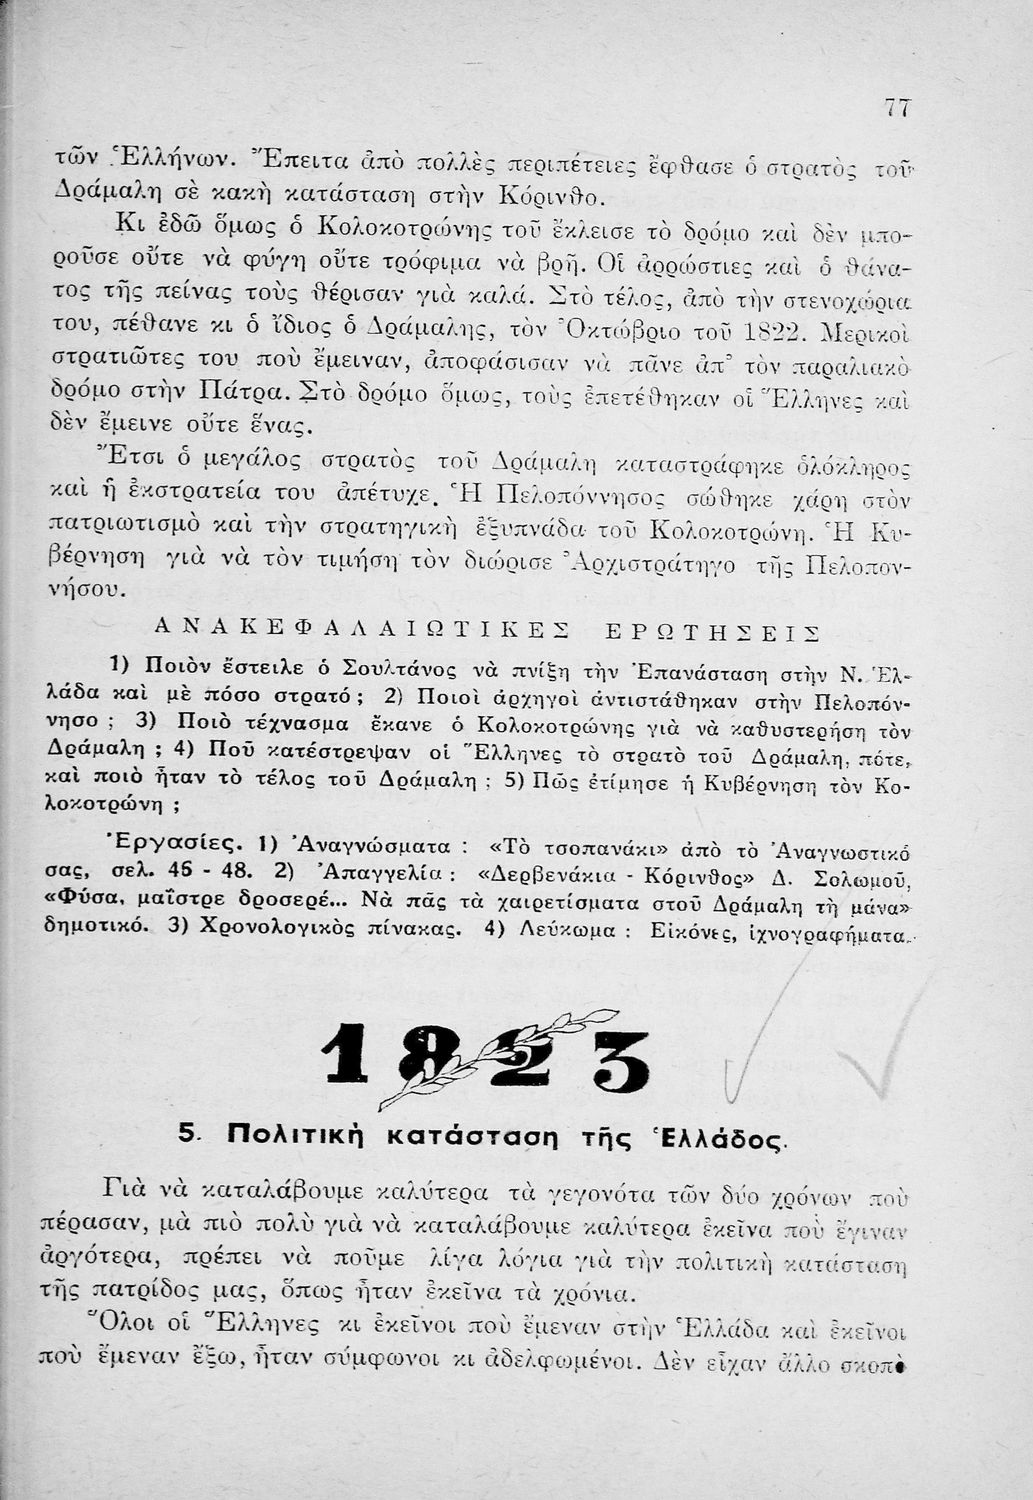 77
τῶν Ἑλλήνων. Ἔπειτα ἀπὸ πολλὲς περιπέτειες ἔφθασε ὁ στρατὸς τοῦ
Δράμαλη σὲ κακὴ κατάσταση στὴν Κόρινθο.
Κι ἐδῶ ὅμως ὁ Κολοκοτρώνης τοῦ ἔκλεισε τὸ δρόμο καὶ δὲν μπο-
ροῦσε οὔτε νὰ φύγη οὔτε τρόφιμα νὰ βρῆ. Οἱ ἀρρώστιες καὶ ὁ θάνα-
τος τῆς πείνας τοὺς θέρισαν γιὰ καλά. Στὸ τέλος, ἀπὸ τὴν στενοχώρια
του, πέθανε κι ὁ ἴδιος ὁ Δράμαλης, τὸν Ὀκτώβριο τοῦ 1822. Μερικοὶ
στρατιῶτες του ποὺ ἔμειναν, ἀποφάσισαν νὰ πᾶνε ἀπ᾽ τὸν παραλιακὸ
δρόμο στὴν Πάτρα. Στὸ δρόμο ὅμως, τοὺς ἐπετέθηκαν οἱ Ἕλληνες καὶ
δὲν ἔμεινε οὔτε ἕνας.
Ἔτσι ὁ μεγάλος στρατὸς τοῦ Δράμαλη καταστράφηκε ὁλόκληρος
καὶ ἡ ἐκστρατεία του ἀπέτυχε. Ἡ Πελοπόννησος σώθηκε χάρη στὸν
πατριωτισμὸ καὶ τὴν στρατηγικὴ ἐξυπνάδα τοῦ Κολοκοτρώνη. Ἡ Κυ-
βέρνηση γιὰ νὰ τὸν τιμήση τὸν διώρισε Ἀρχιστράτηγο τῆς Πελοπον-
νήσου.
ΑΝΑΚΕΦΑΛΑΙΩΤΙΚΕΣ ΕΡΩΤΗΣΕΙΣ
1) Ποιὸν ἔστειλε ὁ Σουλτάνος νὰ πνίξη τὴν Ἐπανάσταση στὴν Ν. Ἑλ-
λάδα καὶ μὲ πόσο στρατό ; 2) Ποιοὶ ἀρχηγοὶ ἀντιστάθηκαν στὴν Πελοπόν-
νησο ; 3) Ποιὸ τέχνασμα ἔκανε ὁ Κολοκοτρώνης γιὰ νὰ καθυστερήση τὸν
Δράμαλη ; 4) Ποῦ κατέστρεψαν οἱ Ἕλληνες τὸ στρατὸ τοῦ Δράμαλη, πότε,
καὶ ποιὸ ἦταν τὸ τέλος τοῦ Δράμαλη ; 5) Πῶς ἐτίμησε ἡ Κυβέρνηση τὸν Κο-
λοκοτρώνη ;
Ἐργασίες. 1) Ἀναγνώσματα : «Τὸ τσοπανάκι» ἀπὸ τὸ Ἀναγνωστικό
σας, σελ. 46 - 48. 2) Ἀπαγγελία : «Δερβενάκια - Κόρινθος» Δ. Σολωμοῦ,
«Φύσα, μαΐστρε δροσερέ... Νὰ πᾶς τὰ χαιρετίσματα στοῦ Δράμαλη τὴ μάνα»
δημοτικό. 3) Χρονολογικὸς πίνακας. 4) Λεύκωμα : Εἰκόνες, ἰχνογραφήματα.
1823
5. Πολιτικὴ κατάσταση τῆς Ἑλλάδος.
Γιὰ νὰ καταλάβουμε καλύτερα τὰ γεγονότα τῶν δύο χρόνων ποὺ
πέρασαν, μὰ πιὸ πολὺ γιὰ νὰ καταλάβουμε καλύτερα ἐκεῖνα ποὺ ἔγιναν
ἀργότερα, πρέπει νὰ ποῦμε λίγα λόγια γιὰ τὴν πολιτικὴ κατάσταση
τῆς πατρίδος μας, ὅπως ἦταν ἐκεῖνα τὰ χρόνια.
Ὅλοι οἱ Ἕλληνες κι ἐκεῖνοι ποὺ ἔμεναν στὴν Ἑλλάδα καὶ ἐκεῖνοι
ποὺ ἔμεναν ἔξω, ἦταν σύμφωνοι κι ἀδελφωμένοι. Δὲν εἶχαν ἄλλο σκοπὸ